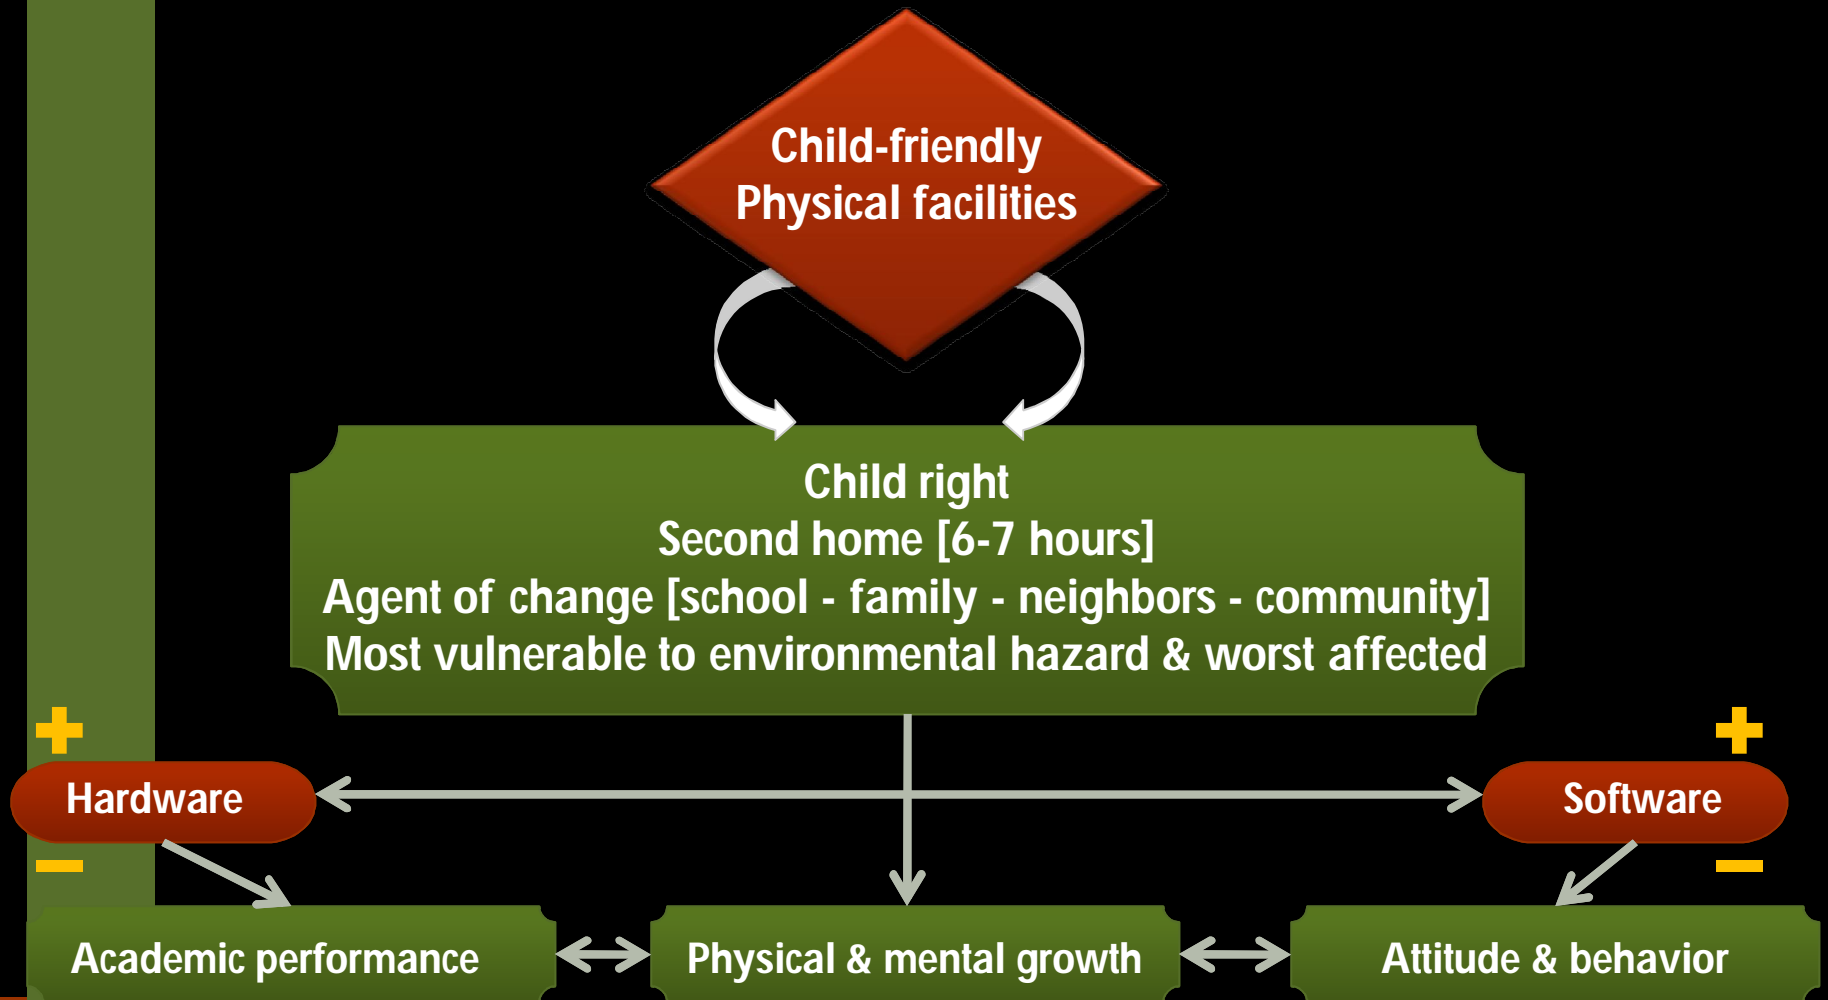 Child-friendly
Physical facilities
Child right
Second home [6-7 hours]
Agent of change [school - family - neighbors - community]
Most vulnerable to environmental hazard & worst affected
+
+
Hardware
Software
–
–
Academic performance
Physical & mental growth
Attitude & behavior